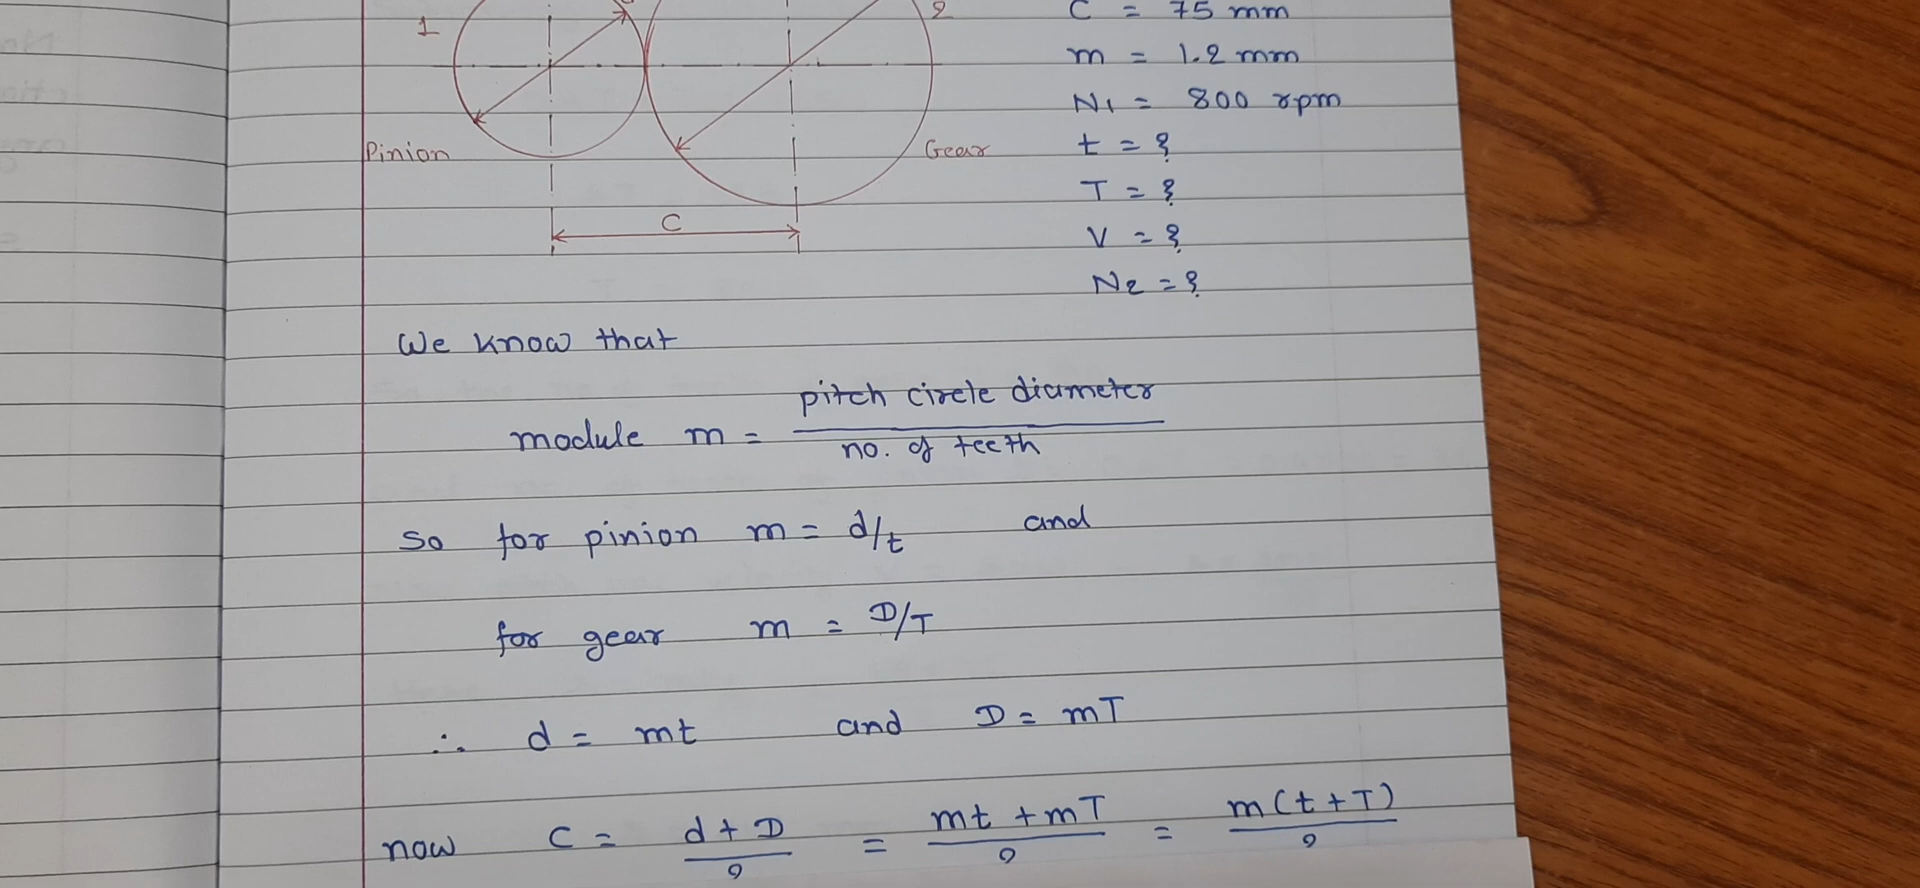 1
2
C = 75 mm
m = 1.2 mm
N1 = 800 rpm
Pinion
Gear
t = ?
T = ?
C
V = ?
N2 = ?
We know that
module m = pitch circle diameter / no. of teeth
so for pinion m = d/t and
for gear m = D/T
∴ d = mt and D = mT
now C = d + D / 2 = mt + mT / 2 = m(t + T) / 2